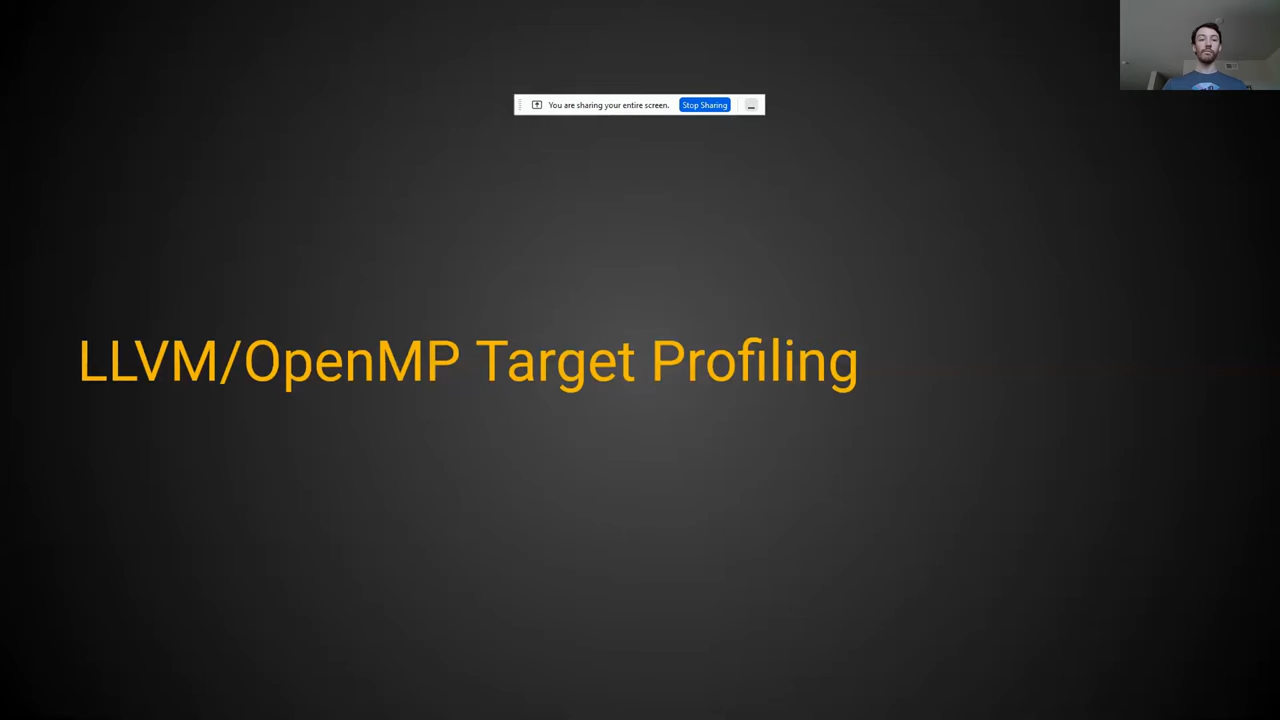 You are sharing your entire screen. Stop Sharing
LLVM/OpenMP Target Profiling